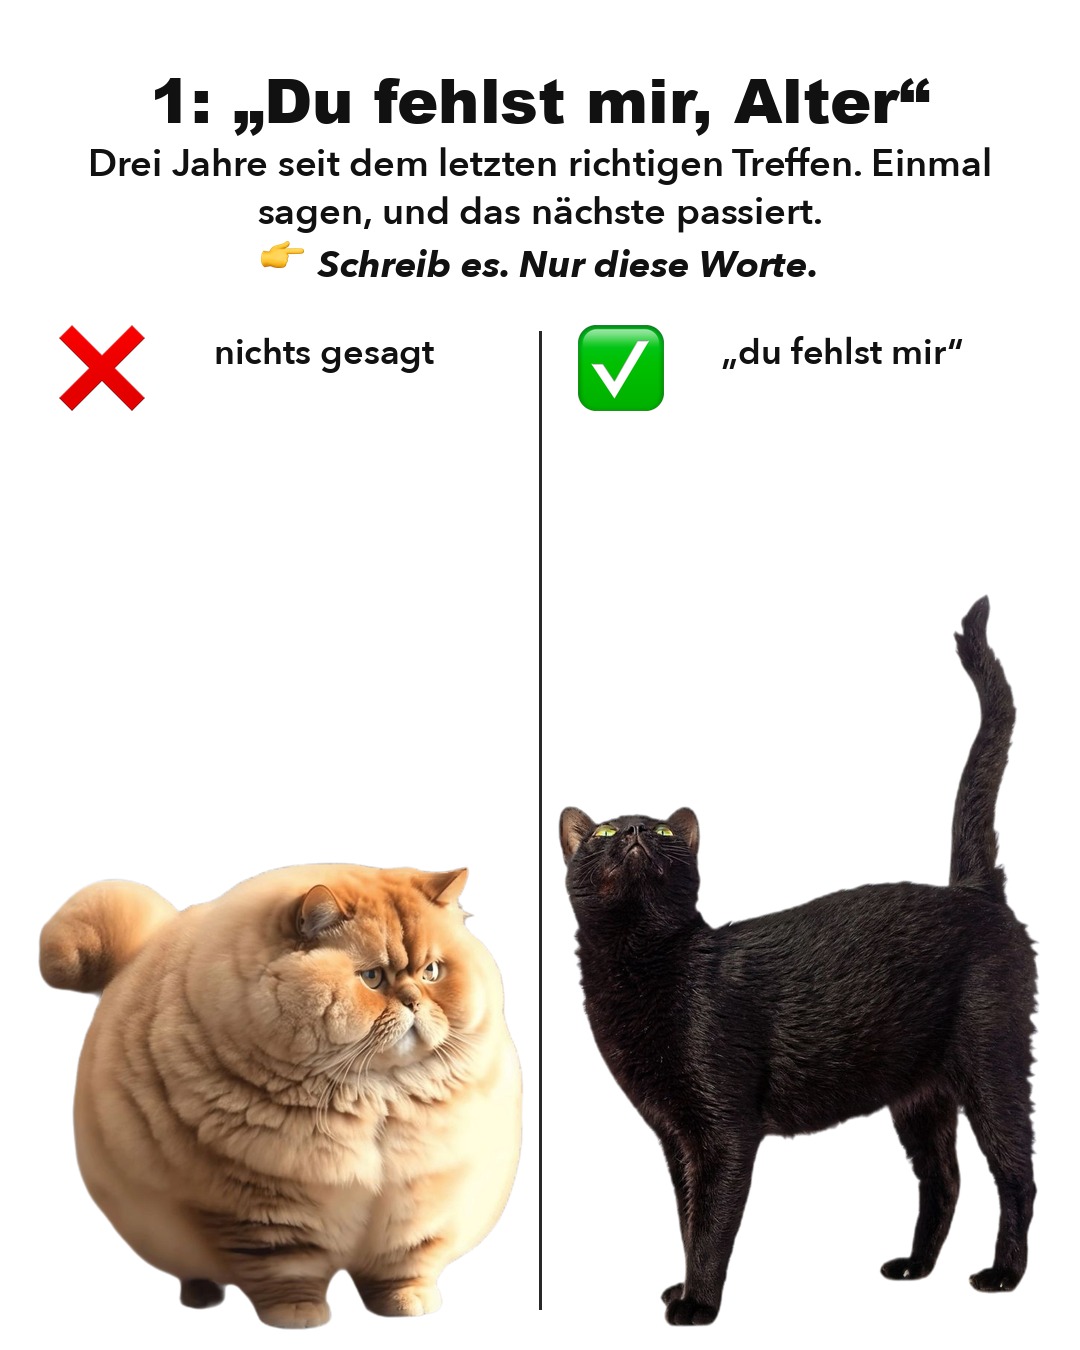 1: „Du fehlst mir, Alter“
Drei Jahre seit dem letzten richtigen Treffen. Einmal
sagen, und das nächste passiert.
👉 Schreib es. Nur diese Worte.
❌ nichts gesagt
✅ „du fehlst mir“